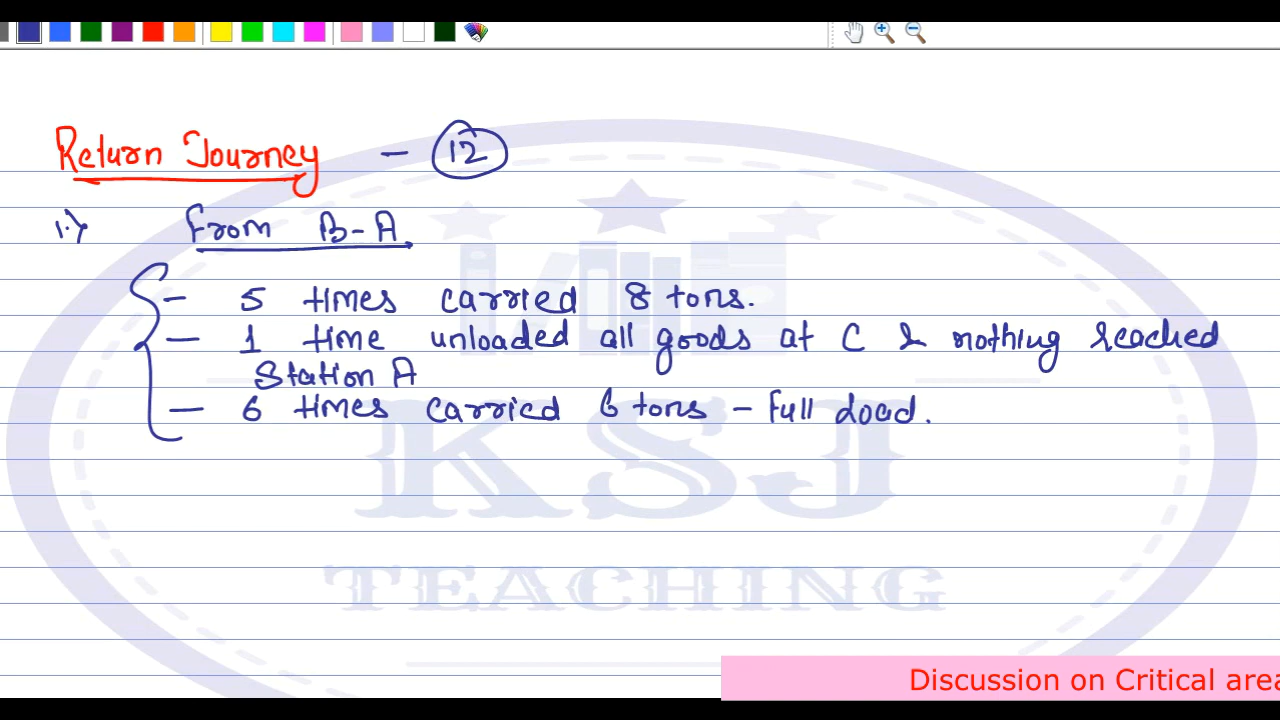 Return Journey - 12
1.) From B-A
- 5 times carried 8 tons.
- 1 time unloaded all goods at C & nothing reached
Station A
- 6 times carried 6 tons - Full Load.
KSJ
TEACHING
Discussion on Critical area